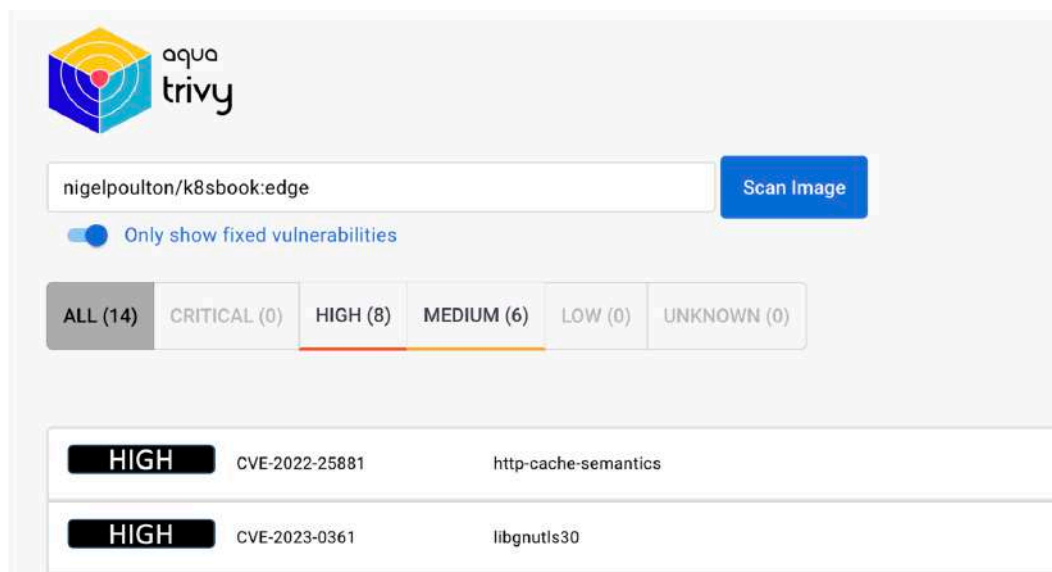 aqua
trivy
nigelpoulton/k8sbook:edge
Scan Image
Only show fixed vulnerabilities
ALL (14) CRITICAL (0) HIGH (8) MEDIUM (6) LOW (0) UNKNOWN (0)
HIGH CVE-2022-25881 http-cache-semantics
HIGH CVE-2023-0361 libgnutls30